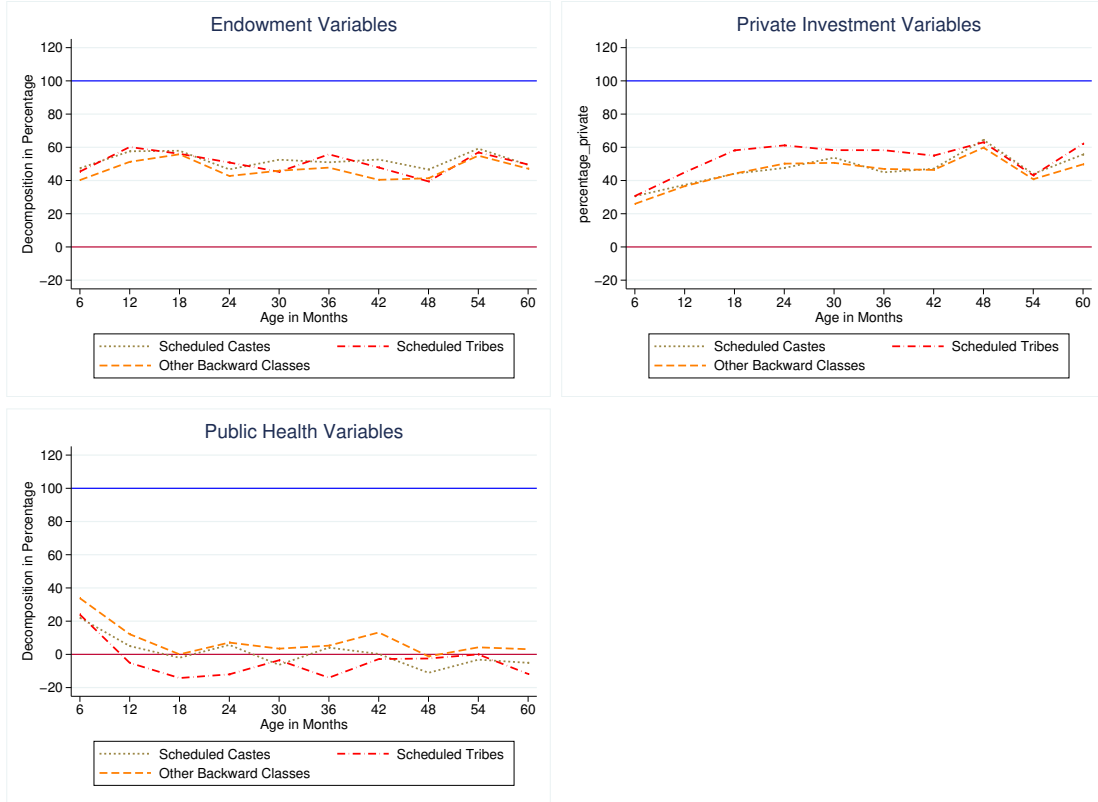 Endowment Variables
120
100
80
60
40
20
0
−20
Decomposition in Percentage
6 12 18 24 30 36 42 48 54 60
Age in Months
Scheduled Castes Scheduled Tribes
Other Backward Classes
Private Investment Variables
120
100
80
60
40
20
0
−20
percentage_private
6 12 18 24 30 36 42 48 54 60
Age in Months
Scheduled Castes Scheduled Tribes
Other Backward Classes
Public Health Variables
120
100
80
60
40
20
0
−20
Decomposition in Percentage
6 12 18 24 30 36 42 48 54 60
Age in Months
Scheduled Castes Scheduled Tribes
Other Backward Classes